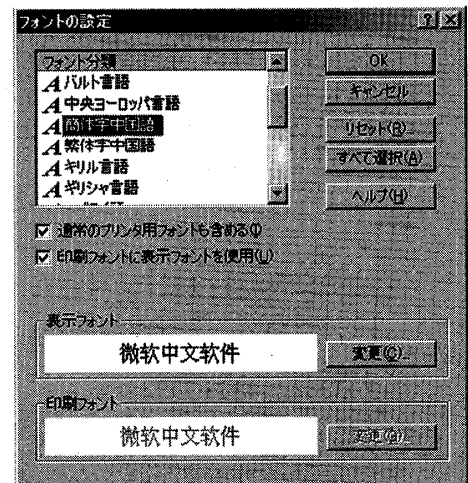 フォントの設定
フォント分類
バルト言語
中央ヨーロッパ言語
簡体字中国語
繁体字中国語
キリル言語
ギリシャ言語
OK
キャンセル
リセット(R)...
すべて選択(A)
ヘルプ(H)
通常のプリンタ用フォントも含める(I)
印刷フォントに表示フォントを使用(U)
表示フォント
微软中文软件
変更(C)...
印刷フォント
微软中文软件